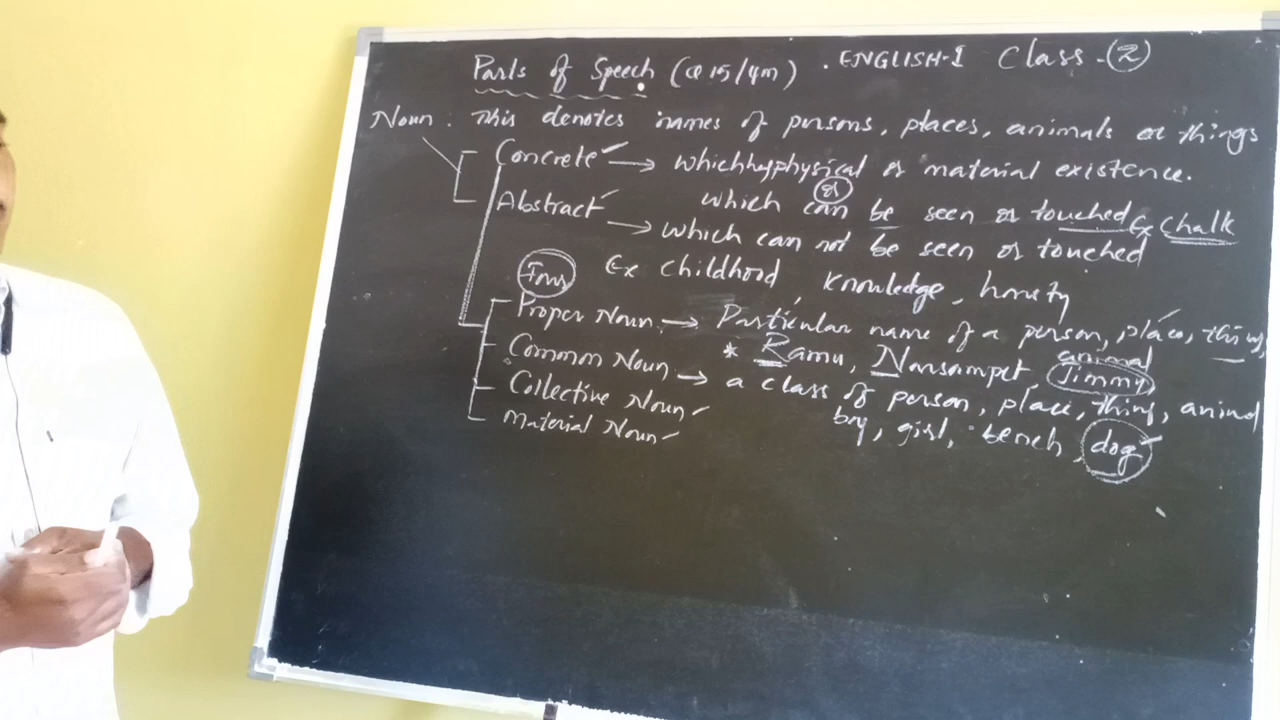 Parts of Speech (Q 15/4m) . ENGLISH-I Class - (2)
Noun : This denotes names of persons, places, animals or things
Concrete → which physical or material existence.
(or)
which can be seen or touched Ex Chalk
Abstract → which can not be seen or touched
Ex childhood knowledge, honesty
Four
Proper Noun → Particular name of a person, place, thing,
animal
* Ramu, Narsampet, Jimmy
Common Noun → a class of person, place, thing, animal
boy, girl, bench, dog
Collective Noun
Material Noun